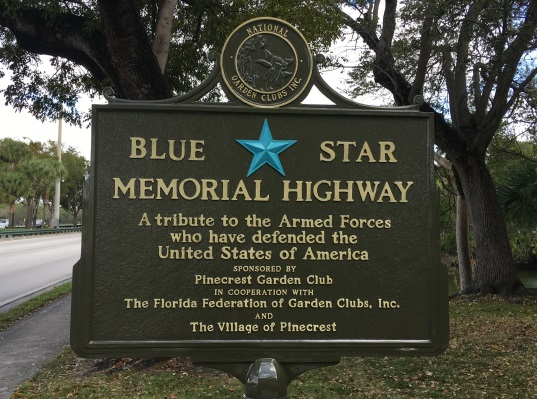 NATIONAL
GARDEN CLUBS INC.
BLUE STAR
MEMORIAL HIGHWAY
A tribute to the Armed Forces
who have defended the
United States of America
SPONSORED BY
Pinecrest Garden Club
IN COOPERATION WITH
The Florida Federation of Garden Clubs, Inc.
AND
The Village of Pinecrest